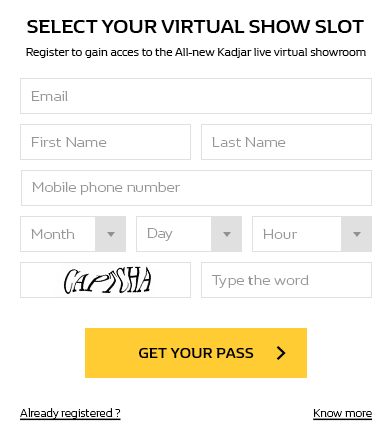 SELECT YOUR VIRTUAL SHOW SLOT
Register to gain acces to the All-new Kadjar live virtual showroom
Email
First Name Last Name
Mobile phone number
Month Day Hour
CAPTCHA Type the word
GET YOUR PASS
Already registered ? Know more